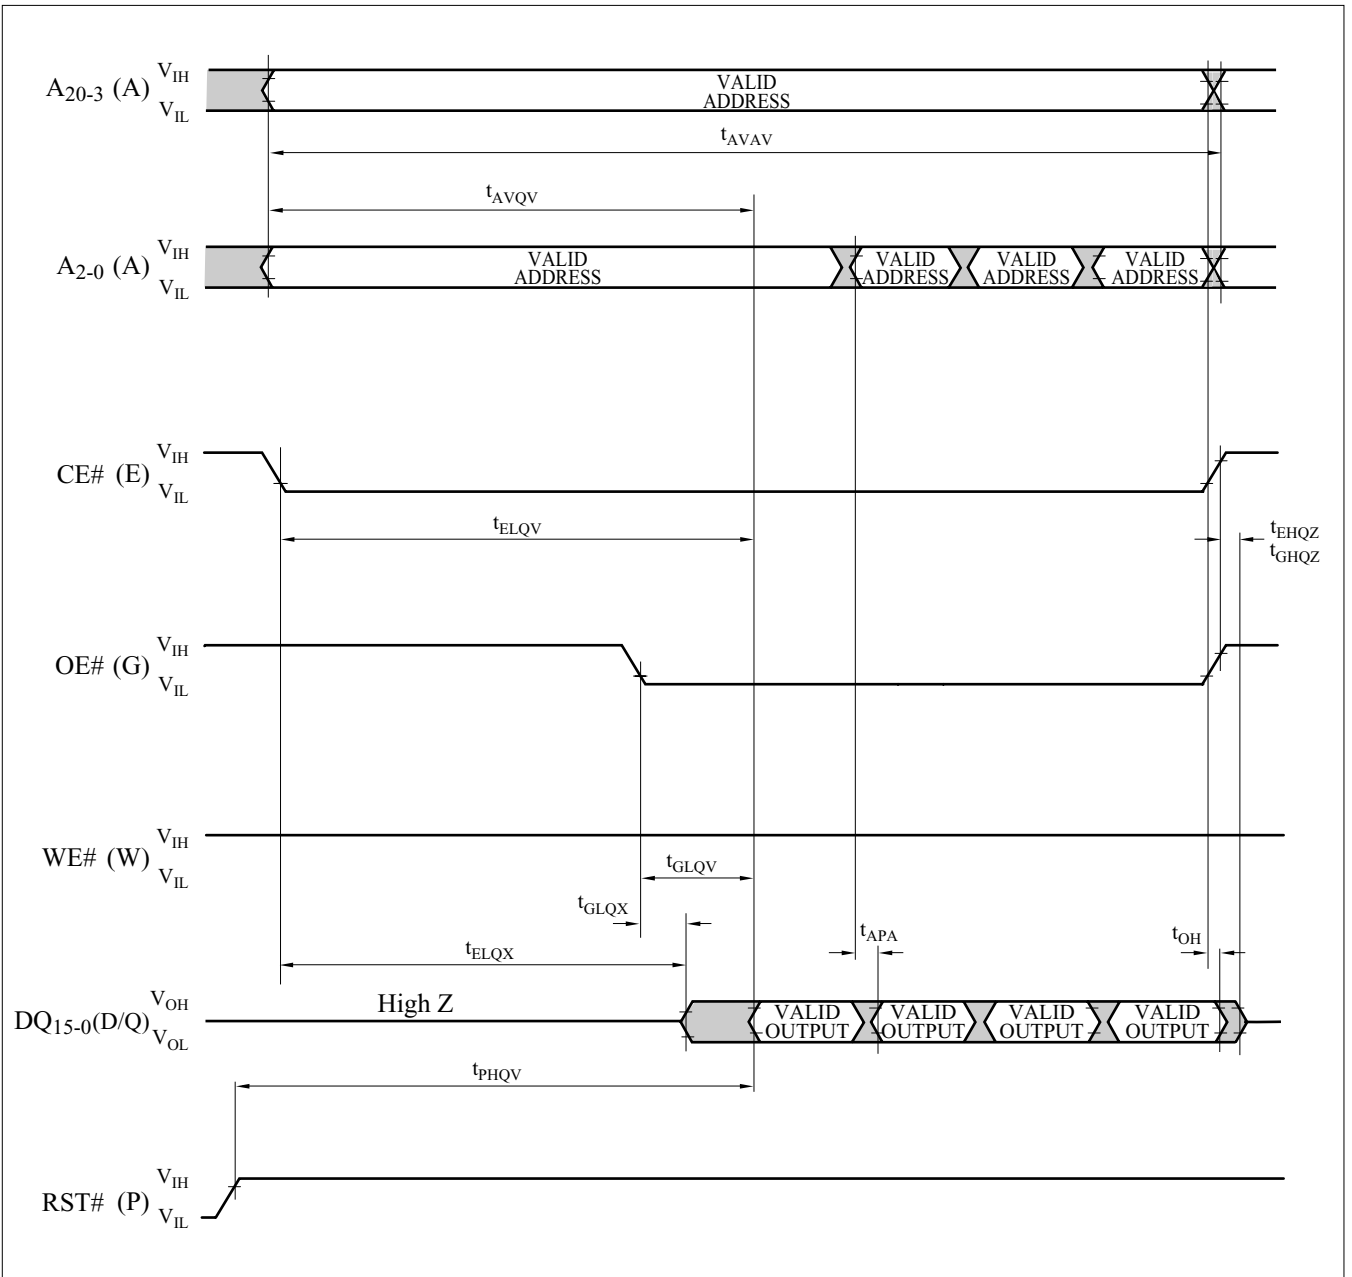 A20-3 (A) VIH VIL VALID ADDRESS
tAVAV
tAVQV
A2-0 (A) VIH VIL VALID ADDRESS VALID ADDRESS VALID ADDRESS VALID ADDRESS
CE# (E) VIH VIL
tELQV
tEHQZ
tGHQZ
OE# (G) VIH VIL
WE# (W) VIH VIL
tGLQV
tGLQX
tELQX
tAPA
tOH
DQ15-0(D/Q) VOH VOL High Z VALID OUTPUT VALID OUTPUT VALID OUTPUT VALID OUTPUT
tPHQV
RST# (P) VIH VIL